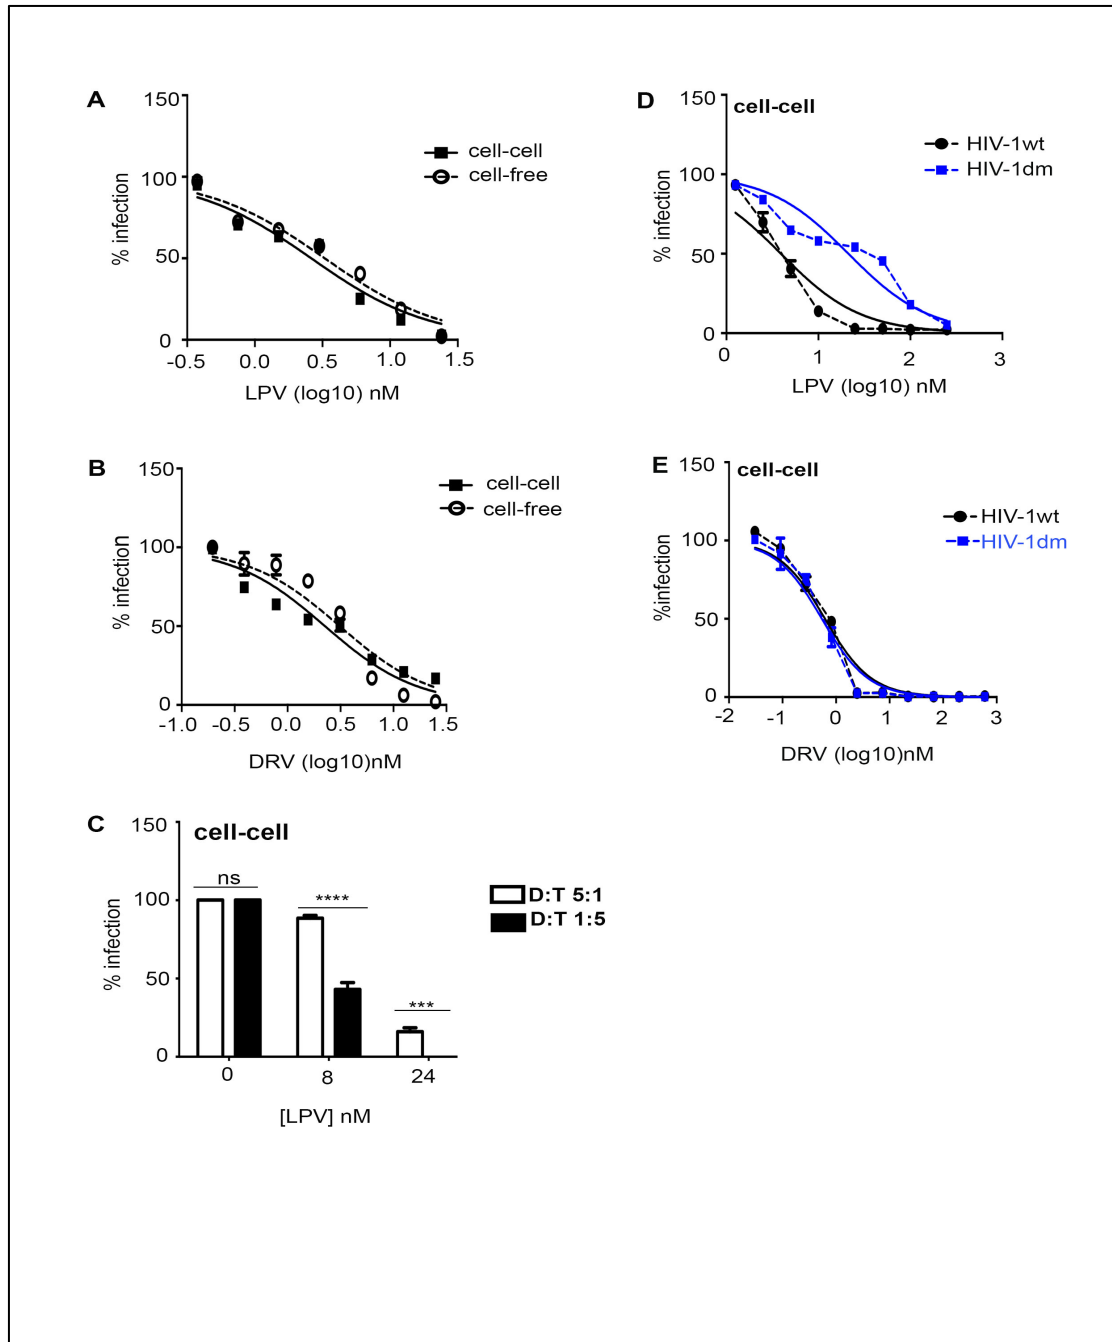 A
150
100
50
0
% infection
-0.5
0.0
0.5
1.0
1.5
LPV (log10) nM
cell-cell
cell-free
D
cell-cell
150
100
50
0
% infection
0
1
2
3
LPV (log10) nM
HIV-1wt
HIV-1dm
B
150
100
50
0
% infection
-1.0
-0.5
0.0
0.5
1.0
1.5
DRV (log10)nM
cell-cell
cell-free
E
cell-cell
150
100
50
0
%infection
-2
-1
0
1
2
3
DRV (log10)nM
HIV-1wt
HIV-1dm
C
cell-cell
150
100
50
0
% infection
ns
****
***
0
8
24
[LPV] nM
D:T 5:1
D:T 1:5